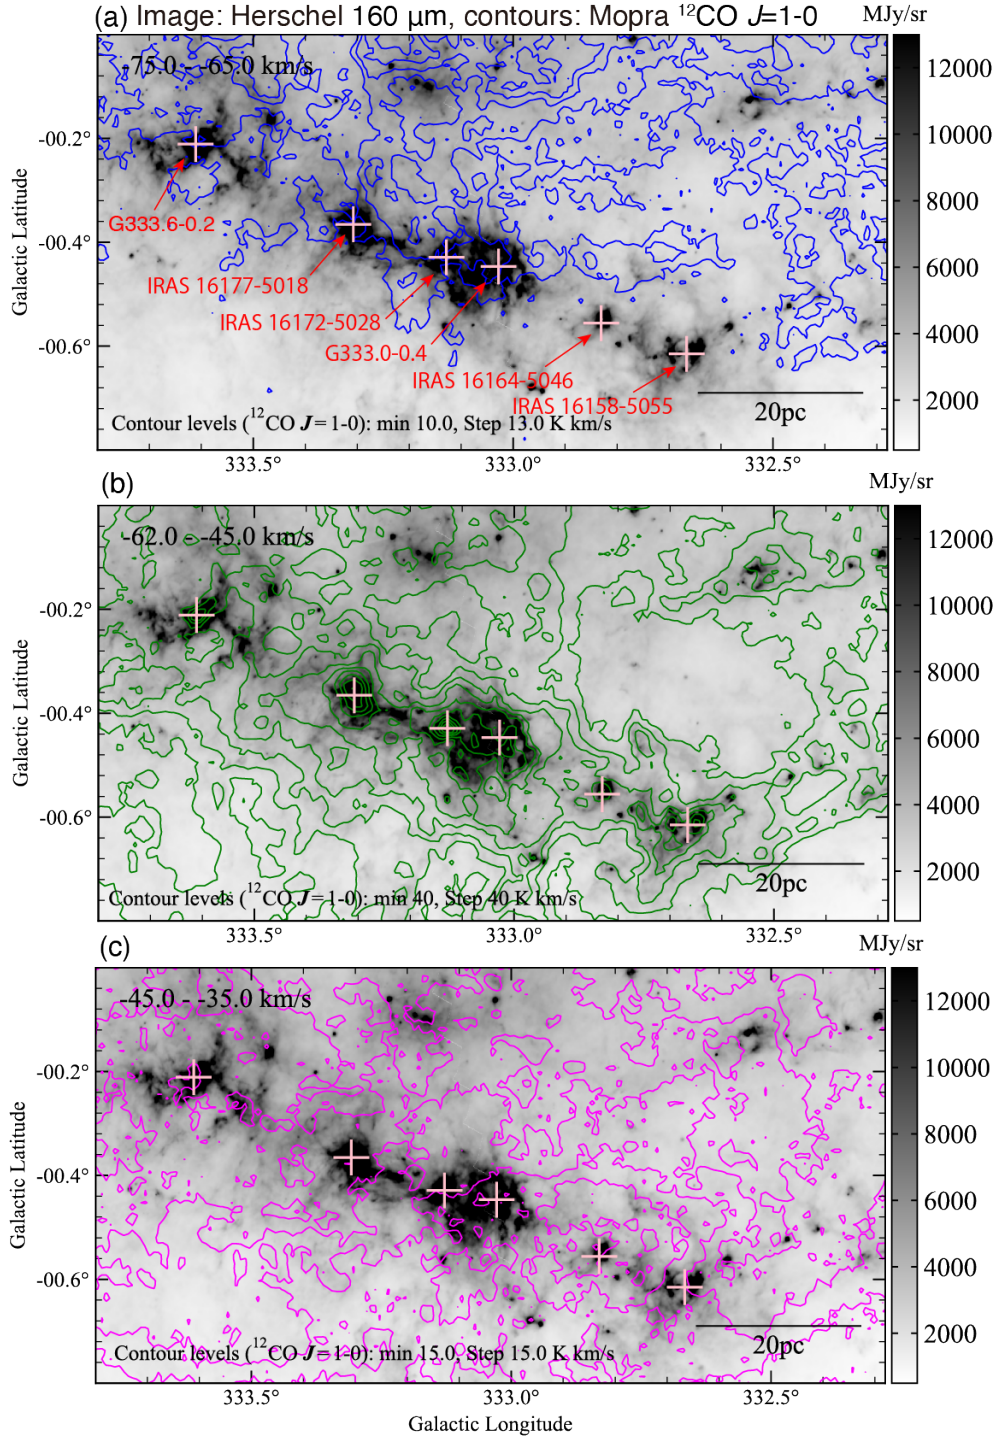 (a) Image: Herschel 160 μm, contours: Mopra ¹²CO J=1-0
MJy/sr
-75.0 - -65.0 km/s
12000
10000
8000
6000
4000
2000
-00.2°
-00.4°
-00.6°
Galactic Latitude
G333.6-0.2
IRAS 16177-5018
IRAS 16172-5028
G333.0-0.4
IRAS 16164-5046
IRAS 16158-5055
20pc
Contour levels (¹²CO J=1-0): min 10.0, Step 13.0 K km/s
333.5° 333.0° 332.5°
(b)
MJy/sr
-62.0 - -45.0 km/s
12000
10000
8000
6000
4000
2000
-00.2°
-00.4°
-00.6°
Galactic Latitude
20pc
Contour levels (¹²CO J=1-0): min 40, Step 40 K km/s
333.5° 333.0° 332.5°
(c)
MJy/sr
-45.0 - -35.0 km/s
12000
10000
8000
6000
4000
2000
-00.2°
-00.4°
-00.6°
Galactic Latitude
20pc
Contour levels (¹²CO J=1-0): min 15.0, Step 15.0 K km/s
333.5° 333.0° 332.5°
Galactic Longitude